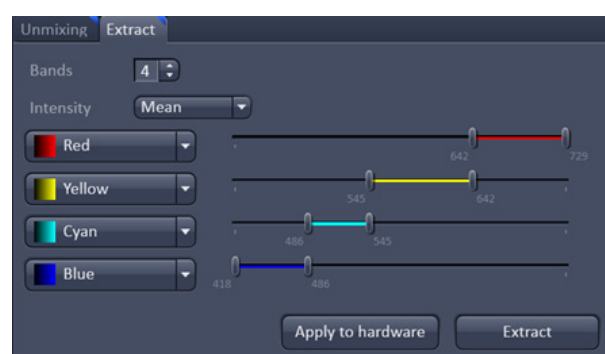 Unmixing Extract
Bands 4
Intensity Mean
Red
642 729
Yellow
545 642
Cyan
486 545
Blue
418 486
Apply to hardware Extract